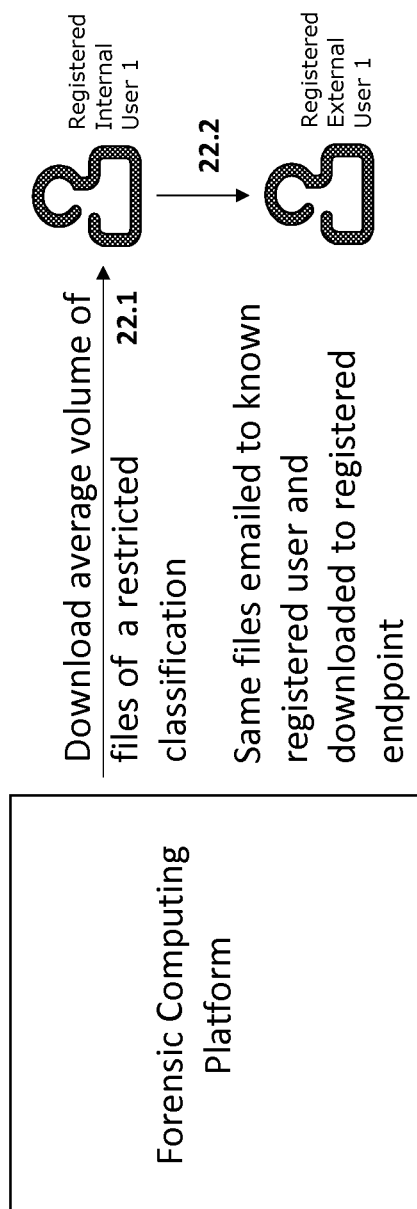 Forensic Computing
Platform
Download average volume of
files of  a restricted
classification
22.1
Registered
Internal
User 1
22.2
Same files emailed to known
registered user and
downloaded to registered
endpoint
Registered
External
User 1